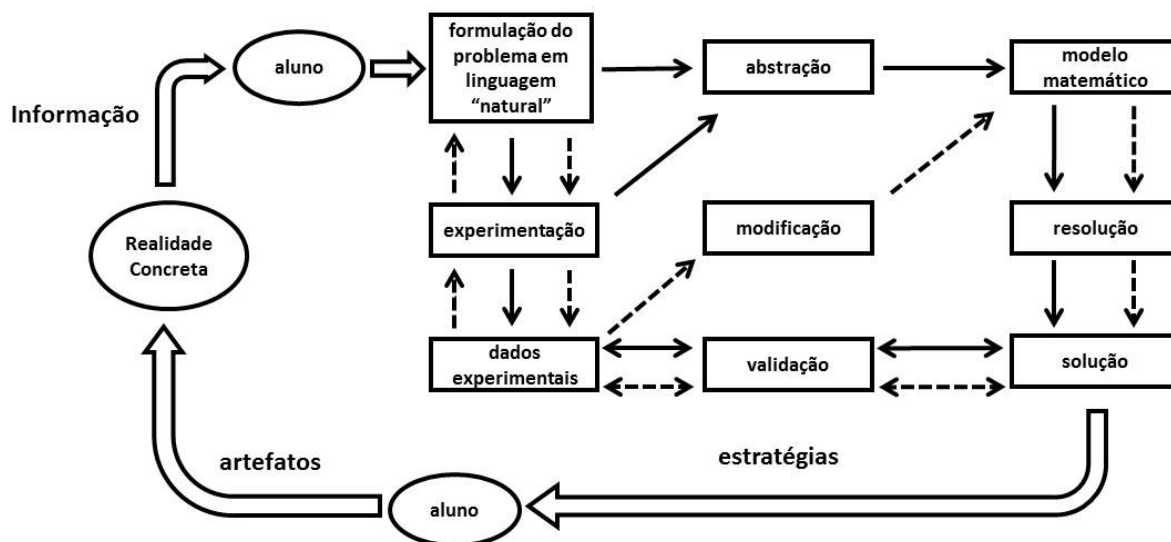 formulação do
problema em
linguagem
“natural”
aluno
abstração
modelo
matemático
Informação
experimentação
modificação
resolução
Realidade
Concreta
dados
experimentais
validação
solução
artefatos
estratégias
aluno